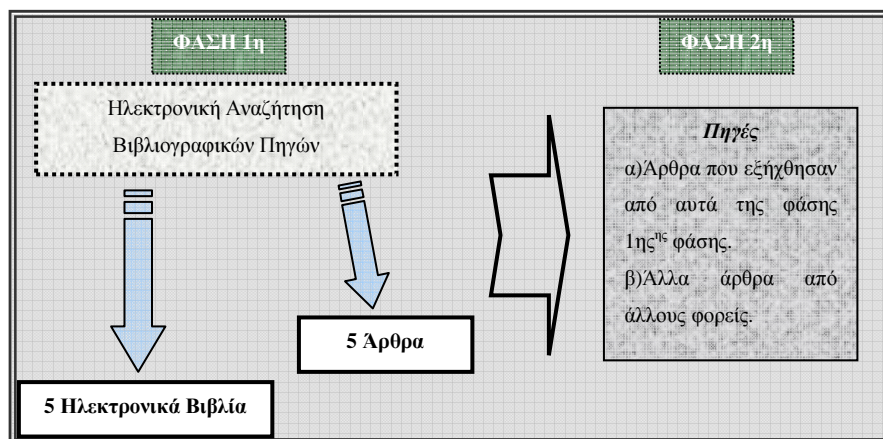 ΦΑΣΗ 1η
Ηλεκτρονική Αναζήτηση
Βιβλιογραφικών Πηγών
5 Άρθρα
5 Ηλεκτρονικά Βιβλία
ΦΑΣΗ 2η
Πηγές
α)Άρθρα που εξήχθησαν
από αυτά της φάσης
1ηςης φάσης.
β)Άλλα άρθρα από
άλλους φορείς.